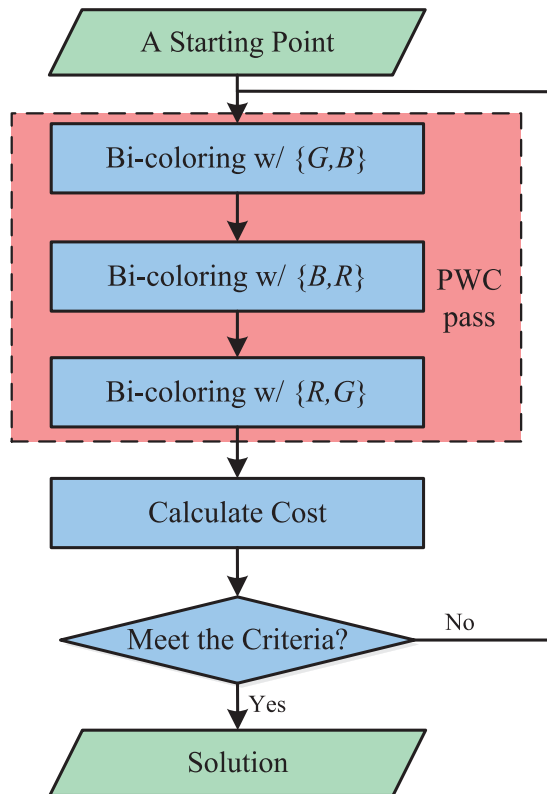 A Starting Point
Bi-coloring w/ {G,B}
Bi-coloring w/ {B,R}
PWC
pass
Bi-coloring w/ {R,G}
Calculate Cost
Meet the Criteria?
No
Yes
Solution